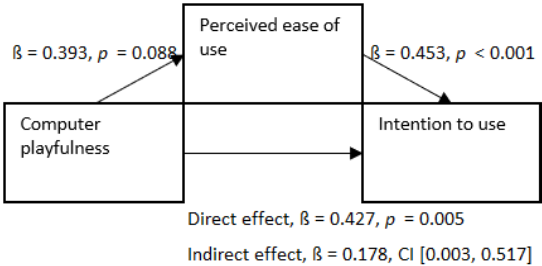 Perceived ease of
use
ß = 0.393, p = 0.088
ß = 0.453, p < 0.001
Computer
playfulness
Intention to use
Direct effect, ß = 0.427, p = 0.005
Indirect effect, ß = 0.178, CI [0.003, 0.517]